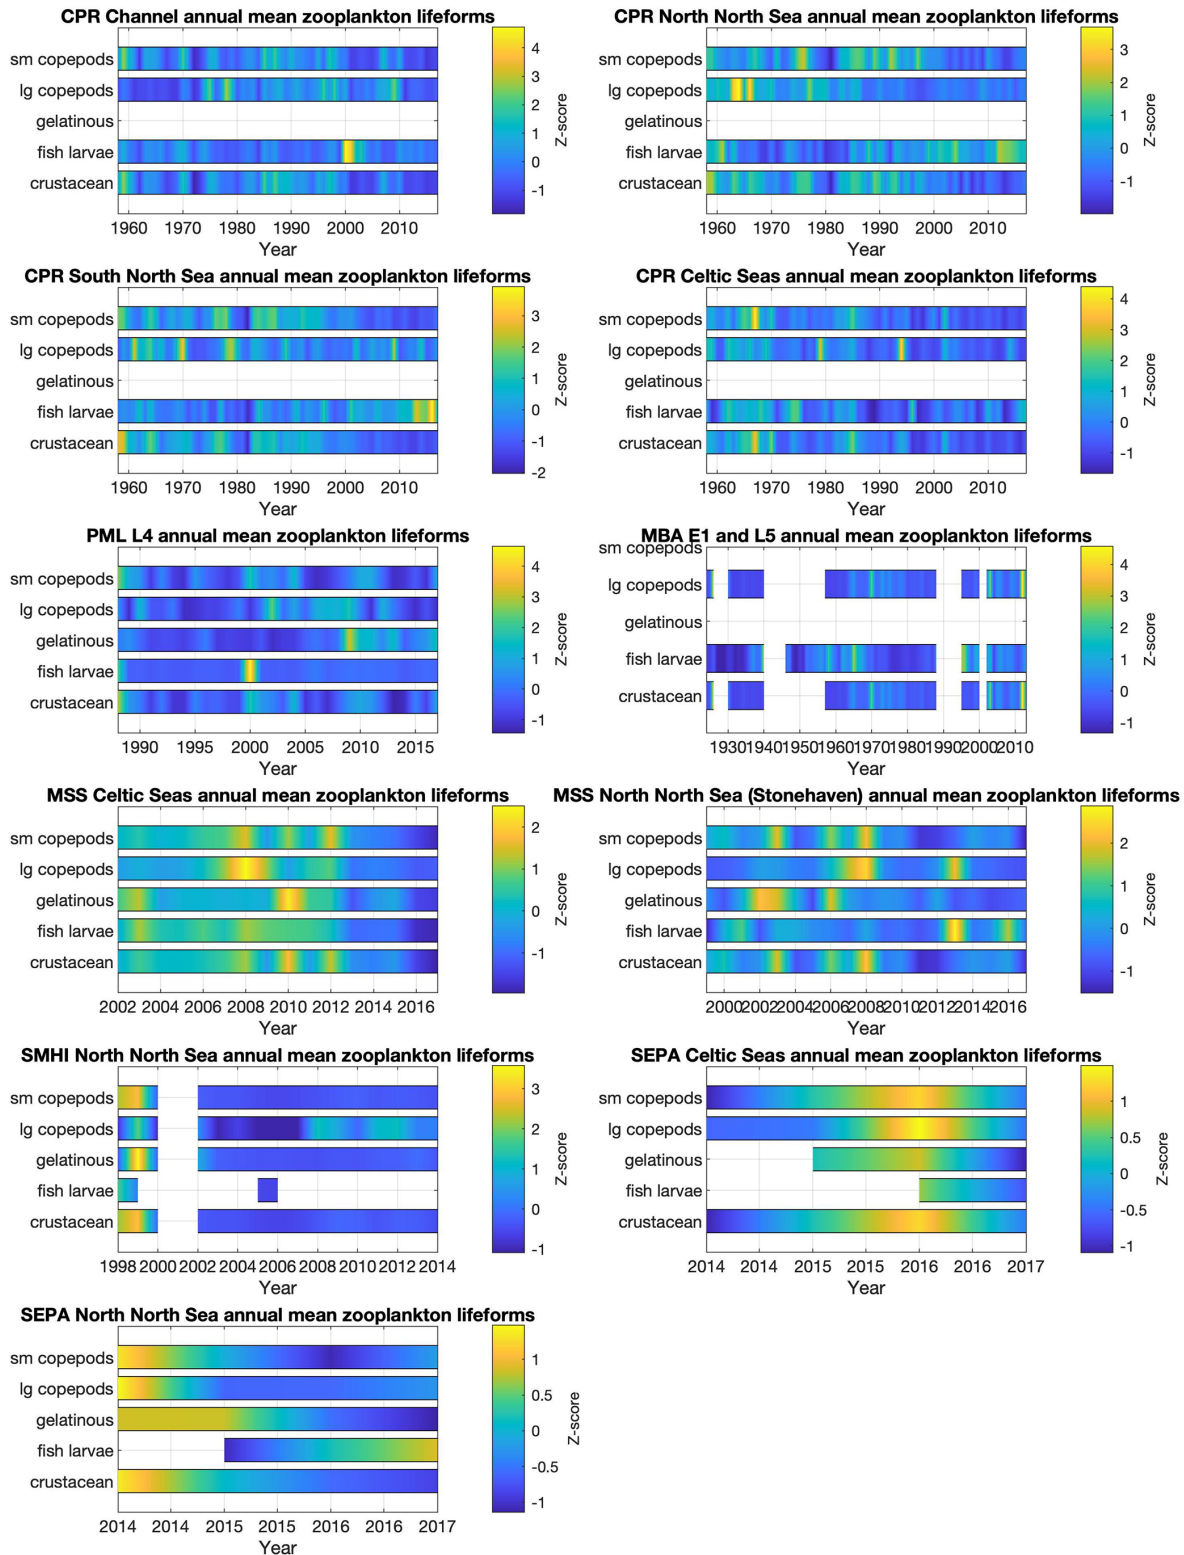 CPR Channel annual mean zooplankton lifeforms
sm copepods
lg copepods
gelatinous
fish larvae
crustacean
1960 1970 1980 1990 2000 2010
Year
4
3
2
1
0
-1
Z-score
CPR North North Sea annual mean zooplankton lifeforms
sm copepods
lg copepods
gelatinous
fish larvae
crustacean
1960 1970 1980 1990 2000 2010
Year
3
2
1
0
-1
Z-score
CPR South North Sea annual mean zooplankton lifeforms
sm copepods
lg copepods
gelatinous
fish larvae
crustacean
1960 1970 1980 1990 2000 2010
Year
3
2
1
0
-1
-2
Z-score
CPR Celtic Seas annual mean zooplankton lifeforms
sm copepods
lg copepods
gelatinous
fish larvae
crustacean
1960 1970 1980 1990 2000 2010
Year
4
3
2
1
0
-1
Z-score
PML L4 annual mean zooplankton lifeforms
sm copepods
lg copepods
gelatinous
fish larvae
crustacean
1990 1995 2000 2005 2010 2015
Year
4
3
2
1
0
-1
Z-score
MBA E1 and L5 annual mean zooplankton lifeforms
sm copepods
lg copepods
gelatinous
fish larvae
crustacean
1930 1940 1950 1960 1970 1980 1990 2000 2010
Year
4
3
2
1
0
-1
Z-score
MSS Celtic Seas annual mean zooplankton lifeforms
sm copepods
lg copepods
gelatinous
fish larvae
crustacean
2002 2004 2006 2008 2010 2012 2014 2016
Year
2
1
0
-1
Z-score
MSS North North Sea (Stonehaven) annual mean zooplankton lifeforms
sm copepods
lg copepods
gelatinous
fish larvae
crustacean
2000 2002 2004 2006 2008 2010 2012 2014 2016
Year
2
1
0
-1
Z-score
SMHI North North Sea annual mean zooplankton lifeforms
sm copepods
lg copepods
gelatinous
fish larvae
crustacean
1998 2000 2002 2004 2006 2008 2010 2012 2014
Year
3
2
1
0
-1
Z-score
SEPA Celtic Seas annual mean zooplankton lifeforms
sm copepods
lg copepods
gelatinous
fish larvae
crustacean
2014 2014 2015 2015 2016 2016 2017
Year
1
0.5
0
-0.5
-1
Z-score
SEPA North North Sea annual mean zooplankton lifeforms
sm copepods
lg copepods
gelatinous
fish larvae
crustacean
2014 2014 2015 2015 2016 2016 2017
Year
1
0.5
0
-0.5
-1
Z-score